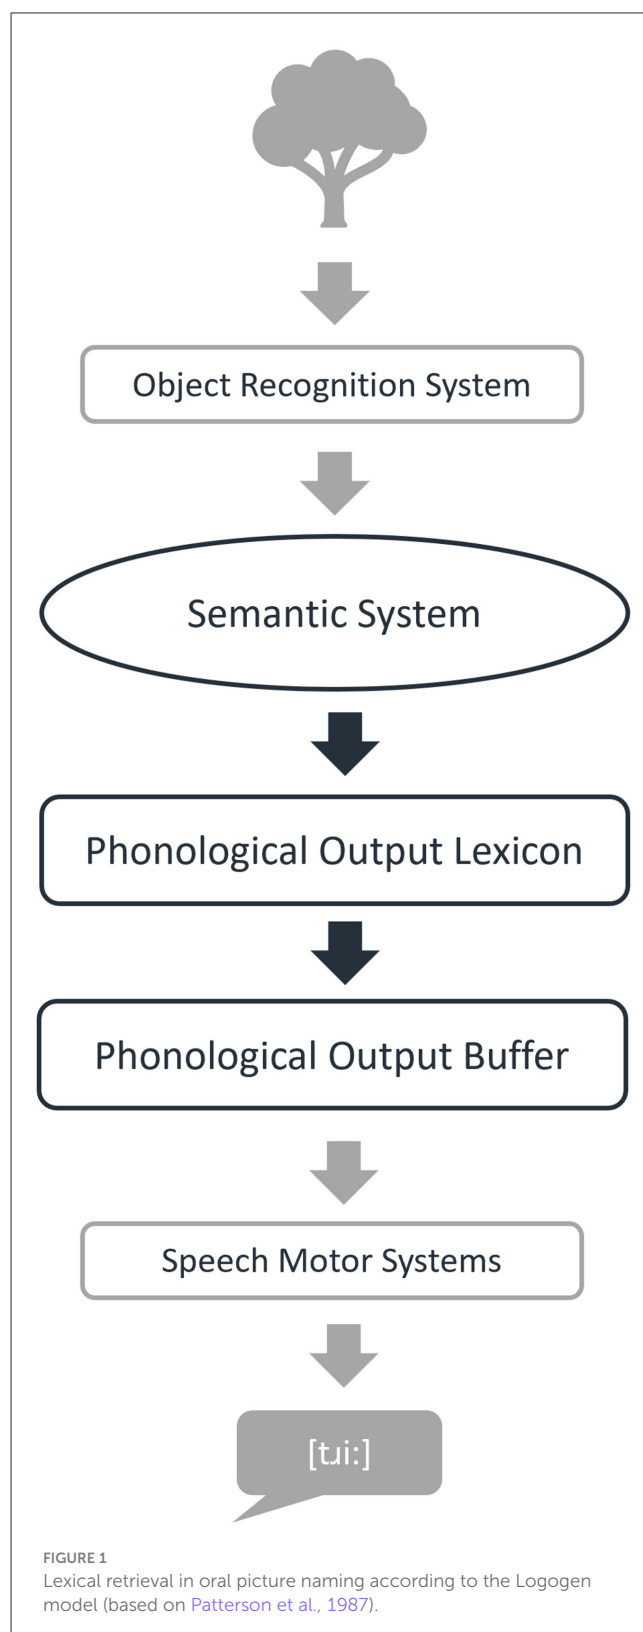 Object Recognition System
Semantic System
Phonological Output Lexicon
Phonological Output Buffer
Speech Motor Systems
[tɹi:]
FIGURE 1
Lexical retrieval in oral picture naming according to the Logogen
model (based on Patterson et al., 1987).